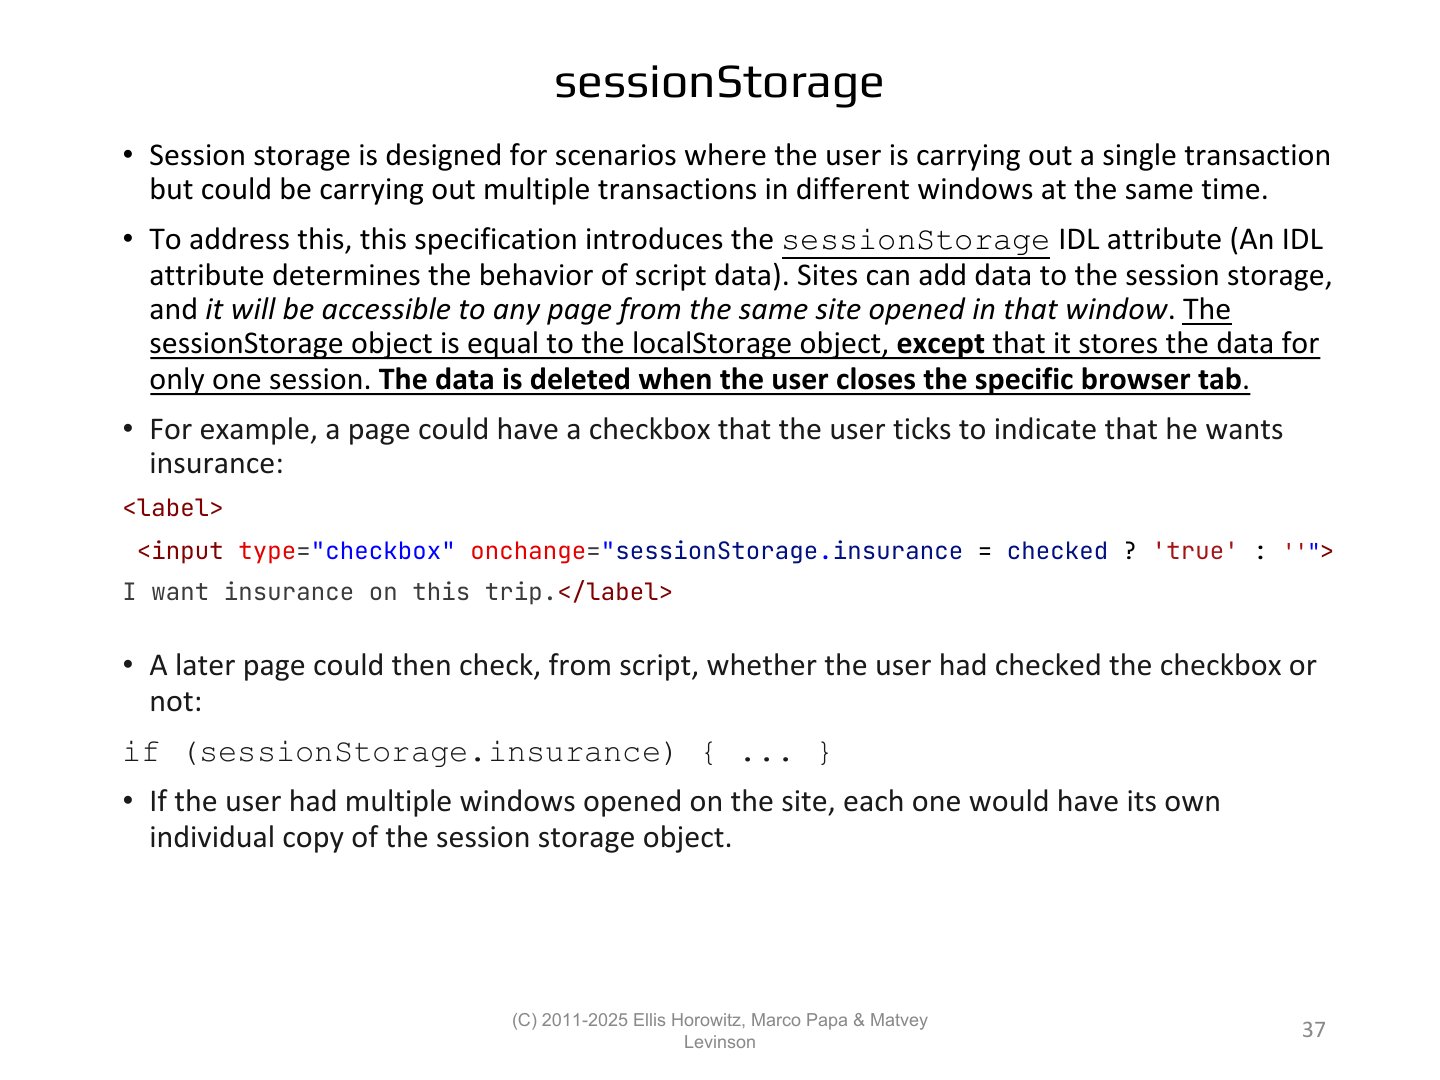 sessionStorage
• Session storage is designed for scenarios where the user is carrying out a single transaction
but could be carrying out multiple transactions in different windows at the same time.
• To address this, this specification introduces the sessionStorage IDL attribute (An IDL
attribute determines the behavior of script data). Sites can add data to the session storage,
and it will be accessible to any page from the same site opened in that window. The
sessionStorage object is equal to the localStorage object, except that it stores the data for
only one session. The data is deleted when the user closes the specific browser tab.
• For example, a page could have a checkbox that the user ticks to indicate that he wants
insurance:
<label>
<input type="checkbox" onchange="sessionStorage.insurance = checked ? 'true' : ''">
I want insurance on this trip.</label>
• A later page could then check, from script, whether the user had checked the checkbox or
not:
if (sessionStorage.insurance) { ... }
• If the user had multiple windows opened on the site, each one would have its own
individual copy of the session storage object.
(C) 2011-2025 Ellis Horowitz, Marco Papa & Matvey
Levinson
37